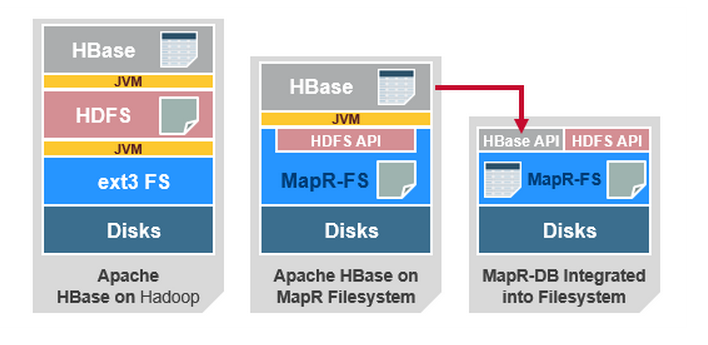 HBase
JVM
HDFS
JVM
ext3 FS
Disks
Apache
HBase on Hadoop
HBase
JVM
HDFS API
MapR-FS
Disks
Apache HBase on
MapR Filesystem
HBase API HDFS API
MapR-FS
Disks
MapR-DB Integrated
into Filesystem